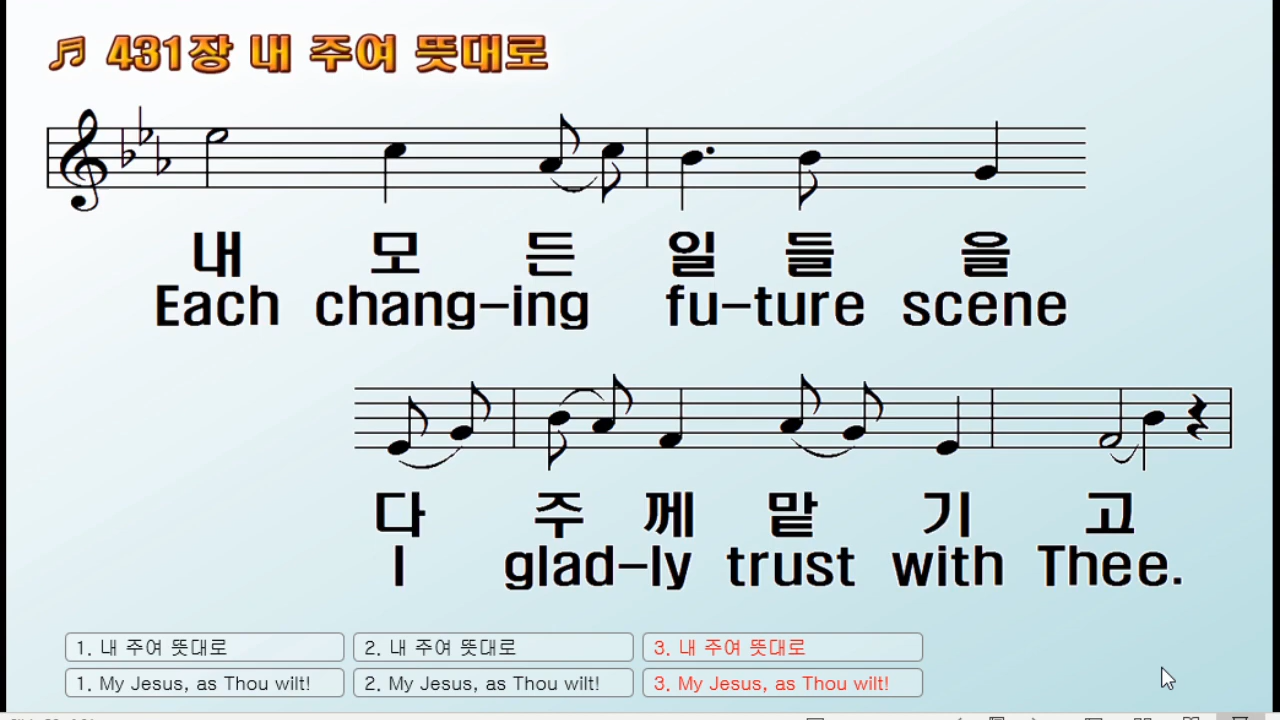 ♬ 431장 내 주여 뜻대로
내 모 든 일 들 을
Each chang-ing fu-ture scene
다 주 께 맡 기 고
I glad-ly trust with Thee.
1. 내 주여 뜻대로 2. 내 주여 뜻대로 3. 내 주여 뜻대로
1. My Jesus, as Thou wilt! 2. My Jesus, as Thou wilt! 3. My Jesus, as Thou wilt!